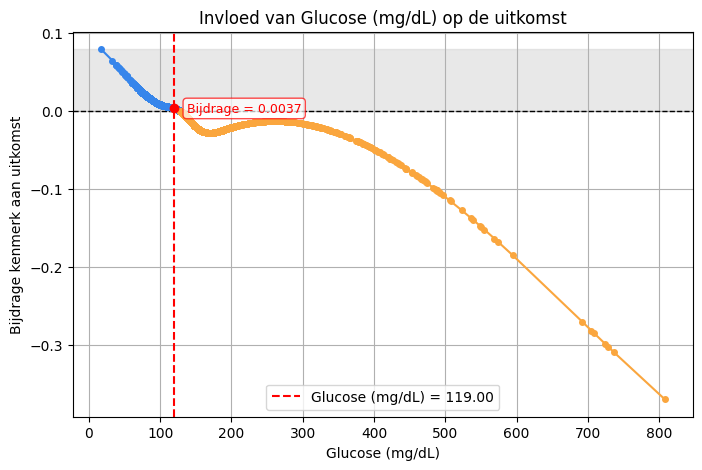 Invloed van Glucose (mg/dL) op de uitkomst
Bijdrage kenmerk aan uitkomst
0.1
0.0
−0.1
−0.2
−0.3
Bijdrage = 0.0037
Glucose (mg/dL) = 119.00
0 100 200 300 400 500 600 700 800
Glucose (mg/dL)